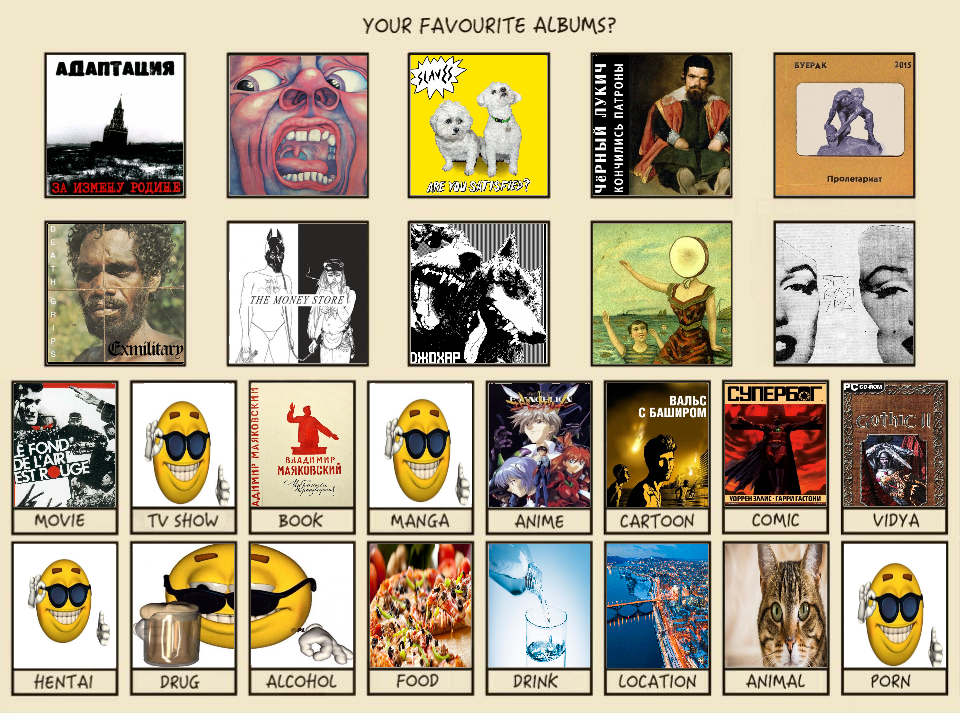 YOUR FAVOURITE ALBUMS?
АДАПТАЦИЯ
ЗА ИЗМЕНУ РОДИНЕ
SLAVES
ARE YOU SATISFIED?
ЧЁРНЫЙ ЛУКИЧ
КОНЧИЛИСЬ ПАТРОНЫ
БУЕРАК 2015
Пролетариат
DEATH GRIPS
Exmilitary
THE MONEY STORE
ДЖОХАР
LE FOND
DE L'AIR
EST ROUGE
ВЛАДИМИР
МАЯКОВСКИЙ
ВАЛЬС
С БАШИРОМ
СУПЕРБОГ
УОРРЕН ЭЛЛИС · ГАРРИ ГАСТОНИ
PC CD-ROM
Gothic II
MOVIE
TV SHOW
BOOK
MANGA
ANIME
CARTOON
COMIC
VIDYA
HENTAI
DRUG
ALCOHOL
FOOD
DRINK
LOCATION
ANIMAL
PORN